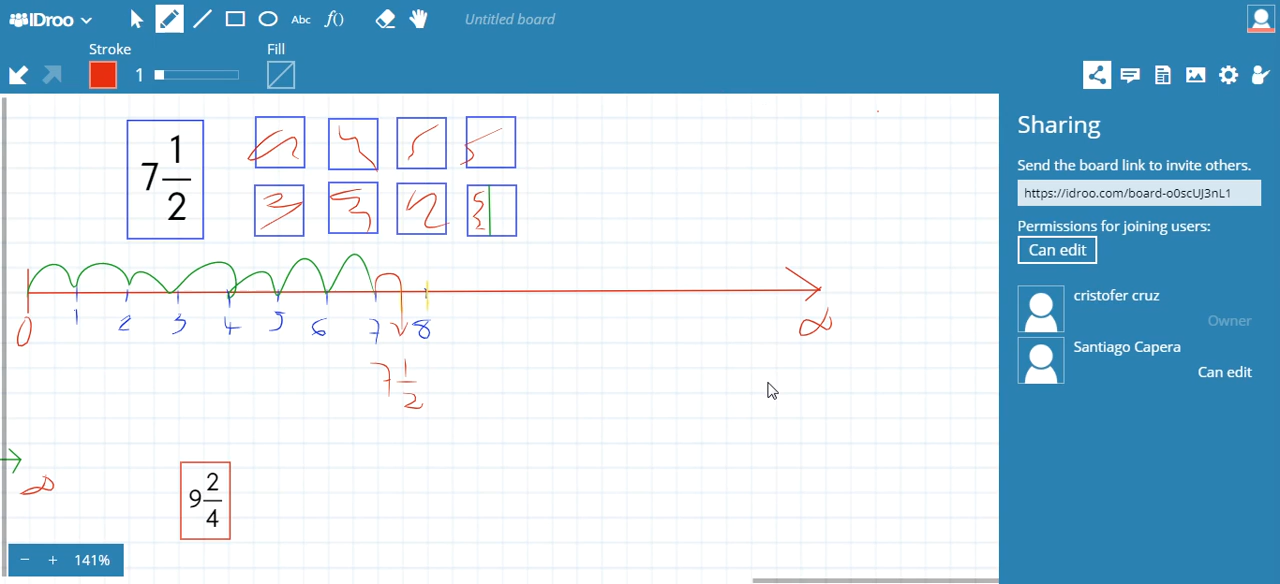 IDroo
Abc
f()
Untitled board
Stroke
Fill
1
7 1/2
0 1 2 3 4 5 6 7 8 ∞
7 1/2
∞
9 2/4
− + 141%
Sharing
Send the board link to invite others.
https://idroo.com/board-o0scUJ3nL1
Permissions for joining users:
Can edit
cristofer cruz
Owner
Santiago Capera
Can edit